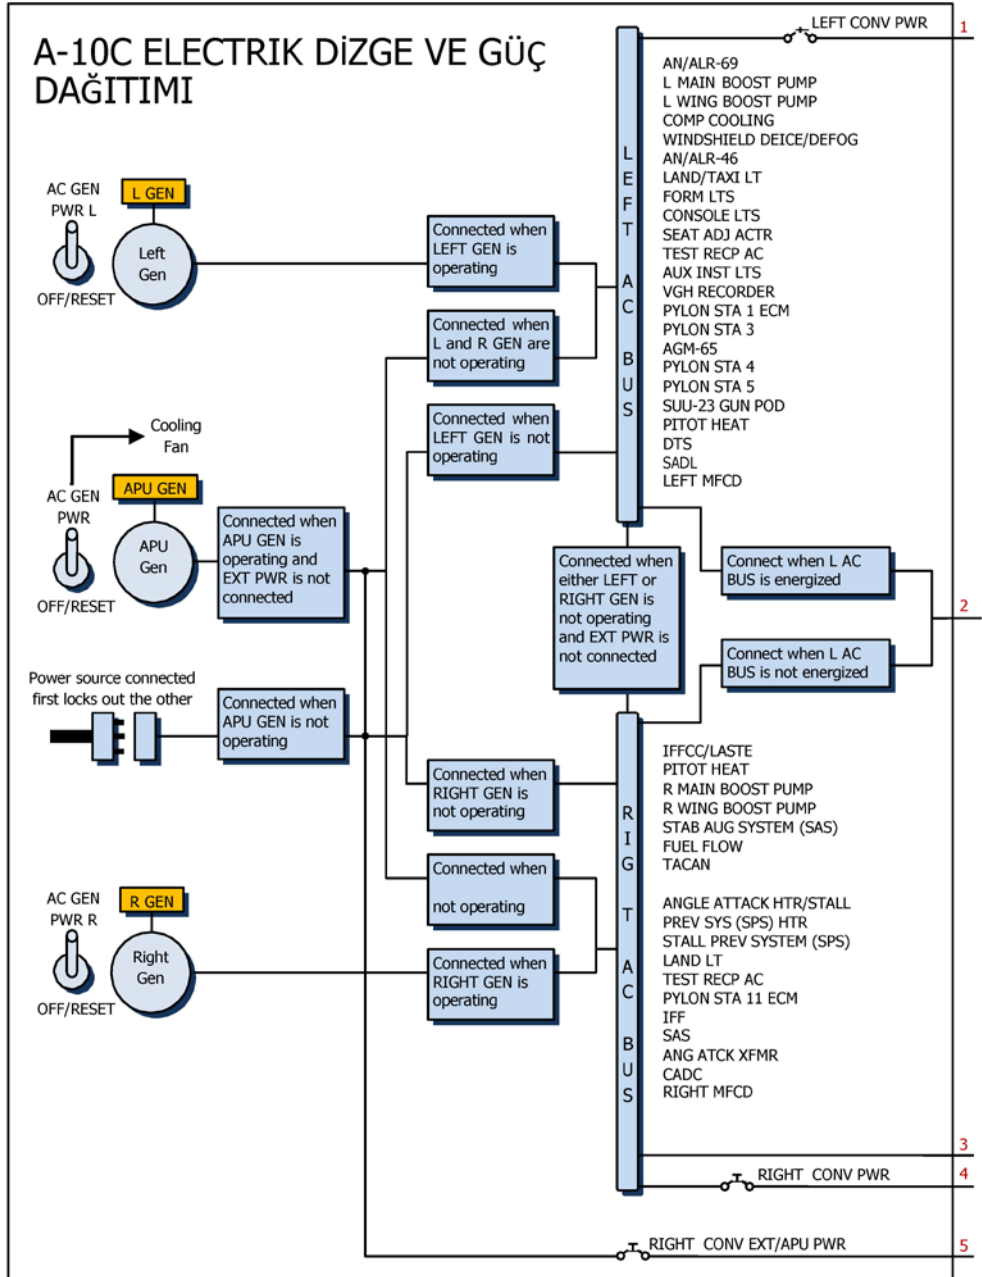 A-10C ELECTRIK DİZGE VE GÜÇ
DAĞITIMI
LEFT CONV PWR
1
AN/ALR-69
L MAIN BOOST PUMP
L WING BOOST PUMP
COMP COOLING
WINDSHIELD DEICE/DEFOG
AN/ALR-46
LAND/TAXI LT
FORM LTS
CONSOLE LTS
SEAT ADJ ACTR
TEST RECP AC
AUX INST LTS
VGH RECORDER
PYLON STA 1 ECM
PYLON STA 3
AGM-65
PYLON STA 4
PYLON STA 5
SUU-23 GUN POD
PITOT HEAT
DTS
SADL
LEFT MFCD
LEFT AC BUS
AC GEN
PWR L
OFF/RESET
L GEN
Left
Gen
Connected when
LEFT GEN is
operating
Connected when
L and R GEN are
not operating
Connected when
LEFT GEN is not
operating
Cooling
Fan
AC GEN
PWR
OFF/RESET
APU GEN
APU
Gen
Connected when
APU GEN is
operating and
EXT PWR is not
connected
Connected when
either LEFT or
RIGHT GEN is
not operating
and EXT PWR is
not connected
Connect when L AC
BUS is energized
2
Connect when L AC
BUS is not energized
Power source connected
first locks out the other
Connected when
APU GEN is not
operating
Connected when
RIGHT GEN is
not operating
Connected when
not operating
Connected when
RIGHT GEN is
operating
AC GEN
PWR R
OFF/RESET
R GEN
Right
Gen
RIG T AC BUS
IFFCC/LASTE
PITOT HEAT
R MAIN BOOST PUMP
R WING BOOST PUMP
STAB AUG SYSTEM (SAS)
FUEL FLOW
TACAN
ANGLE ATTACK HTR/STALL
PREV SYS (SPS) HTR
STALL PREV SYSTEM (SPS)
LAND LT
TEST RECP AC
PYLON STA 11 ECM
IFF
SAS
ANG ATCK XFMR
CADC
RIGHT MFCD
3
RIGHT CONV PWR
4
RIGHT CONV EXT/APU PWR
5